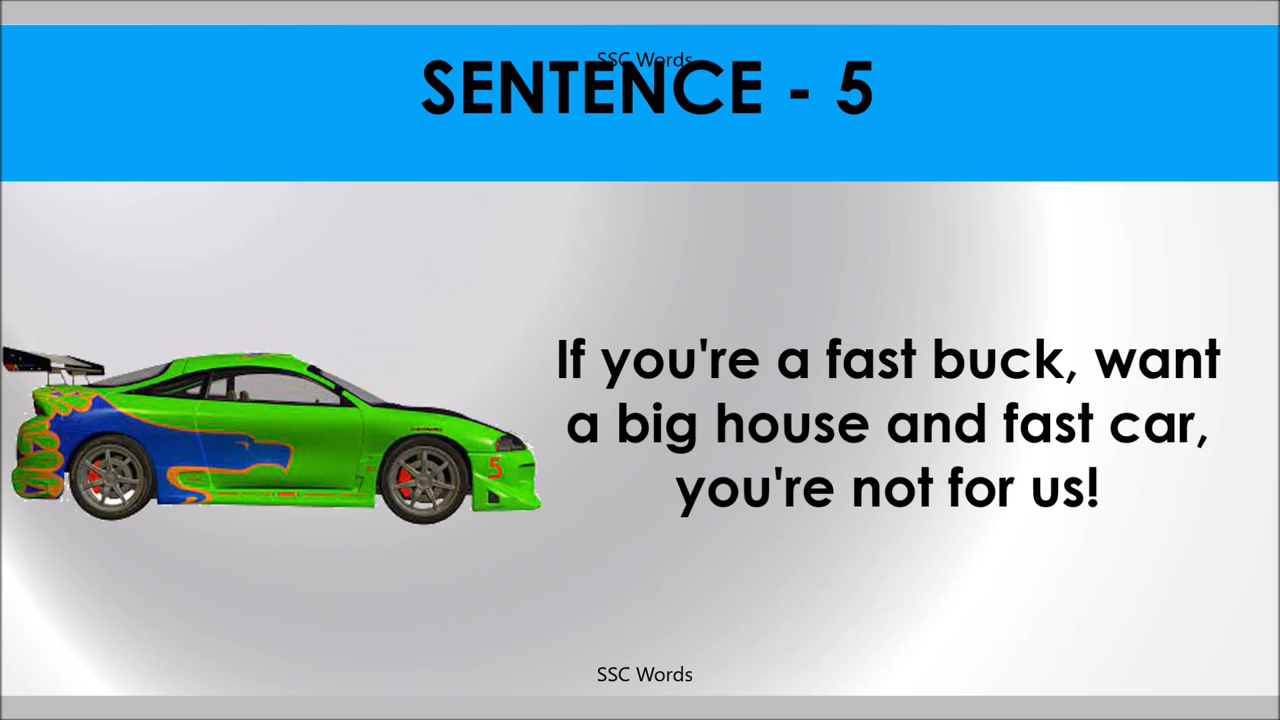 SSC Words
SENTENCE - 5
If you're a fast buck, want
a big house and fast car,
you're not for us!
5
SSC Words